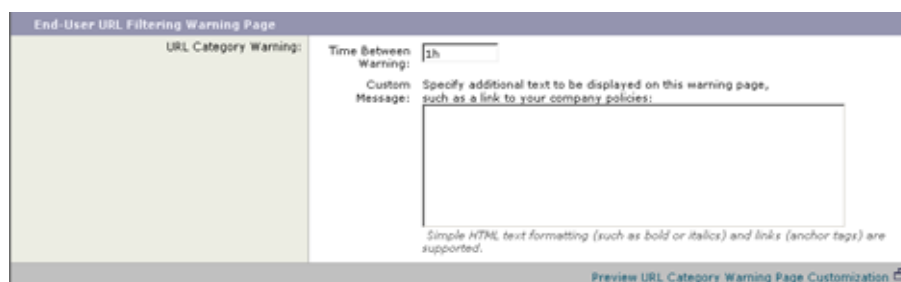 End-User URL Filtering Warning Page
URL Category Warning:
Time Between
Warning:
1h
Custom
Message:
Specify additional text to be displayed on this warning page,
such as a link to your company policies:
Simple HTML text formatting (such as bold or italics) and links (anchor tags) are
supported.
Preview URL Category Warning Page Customization